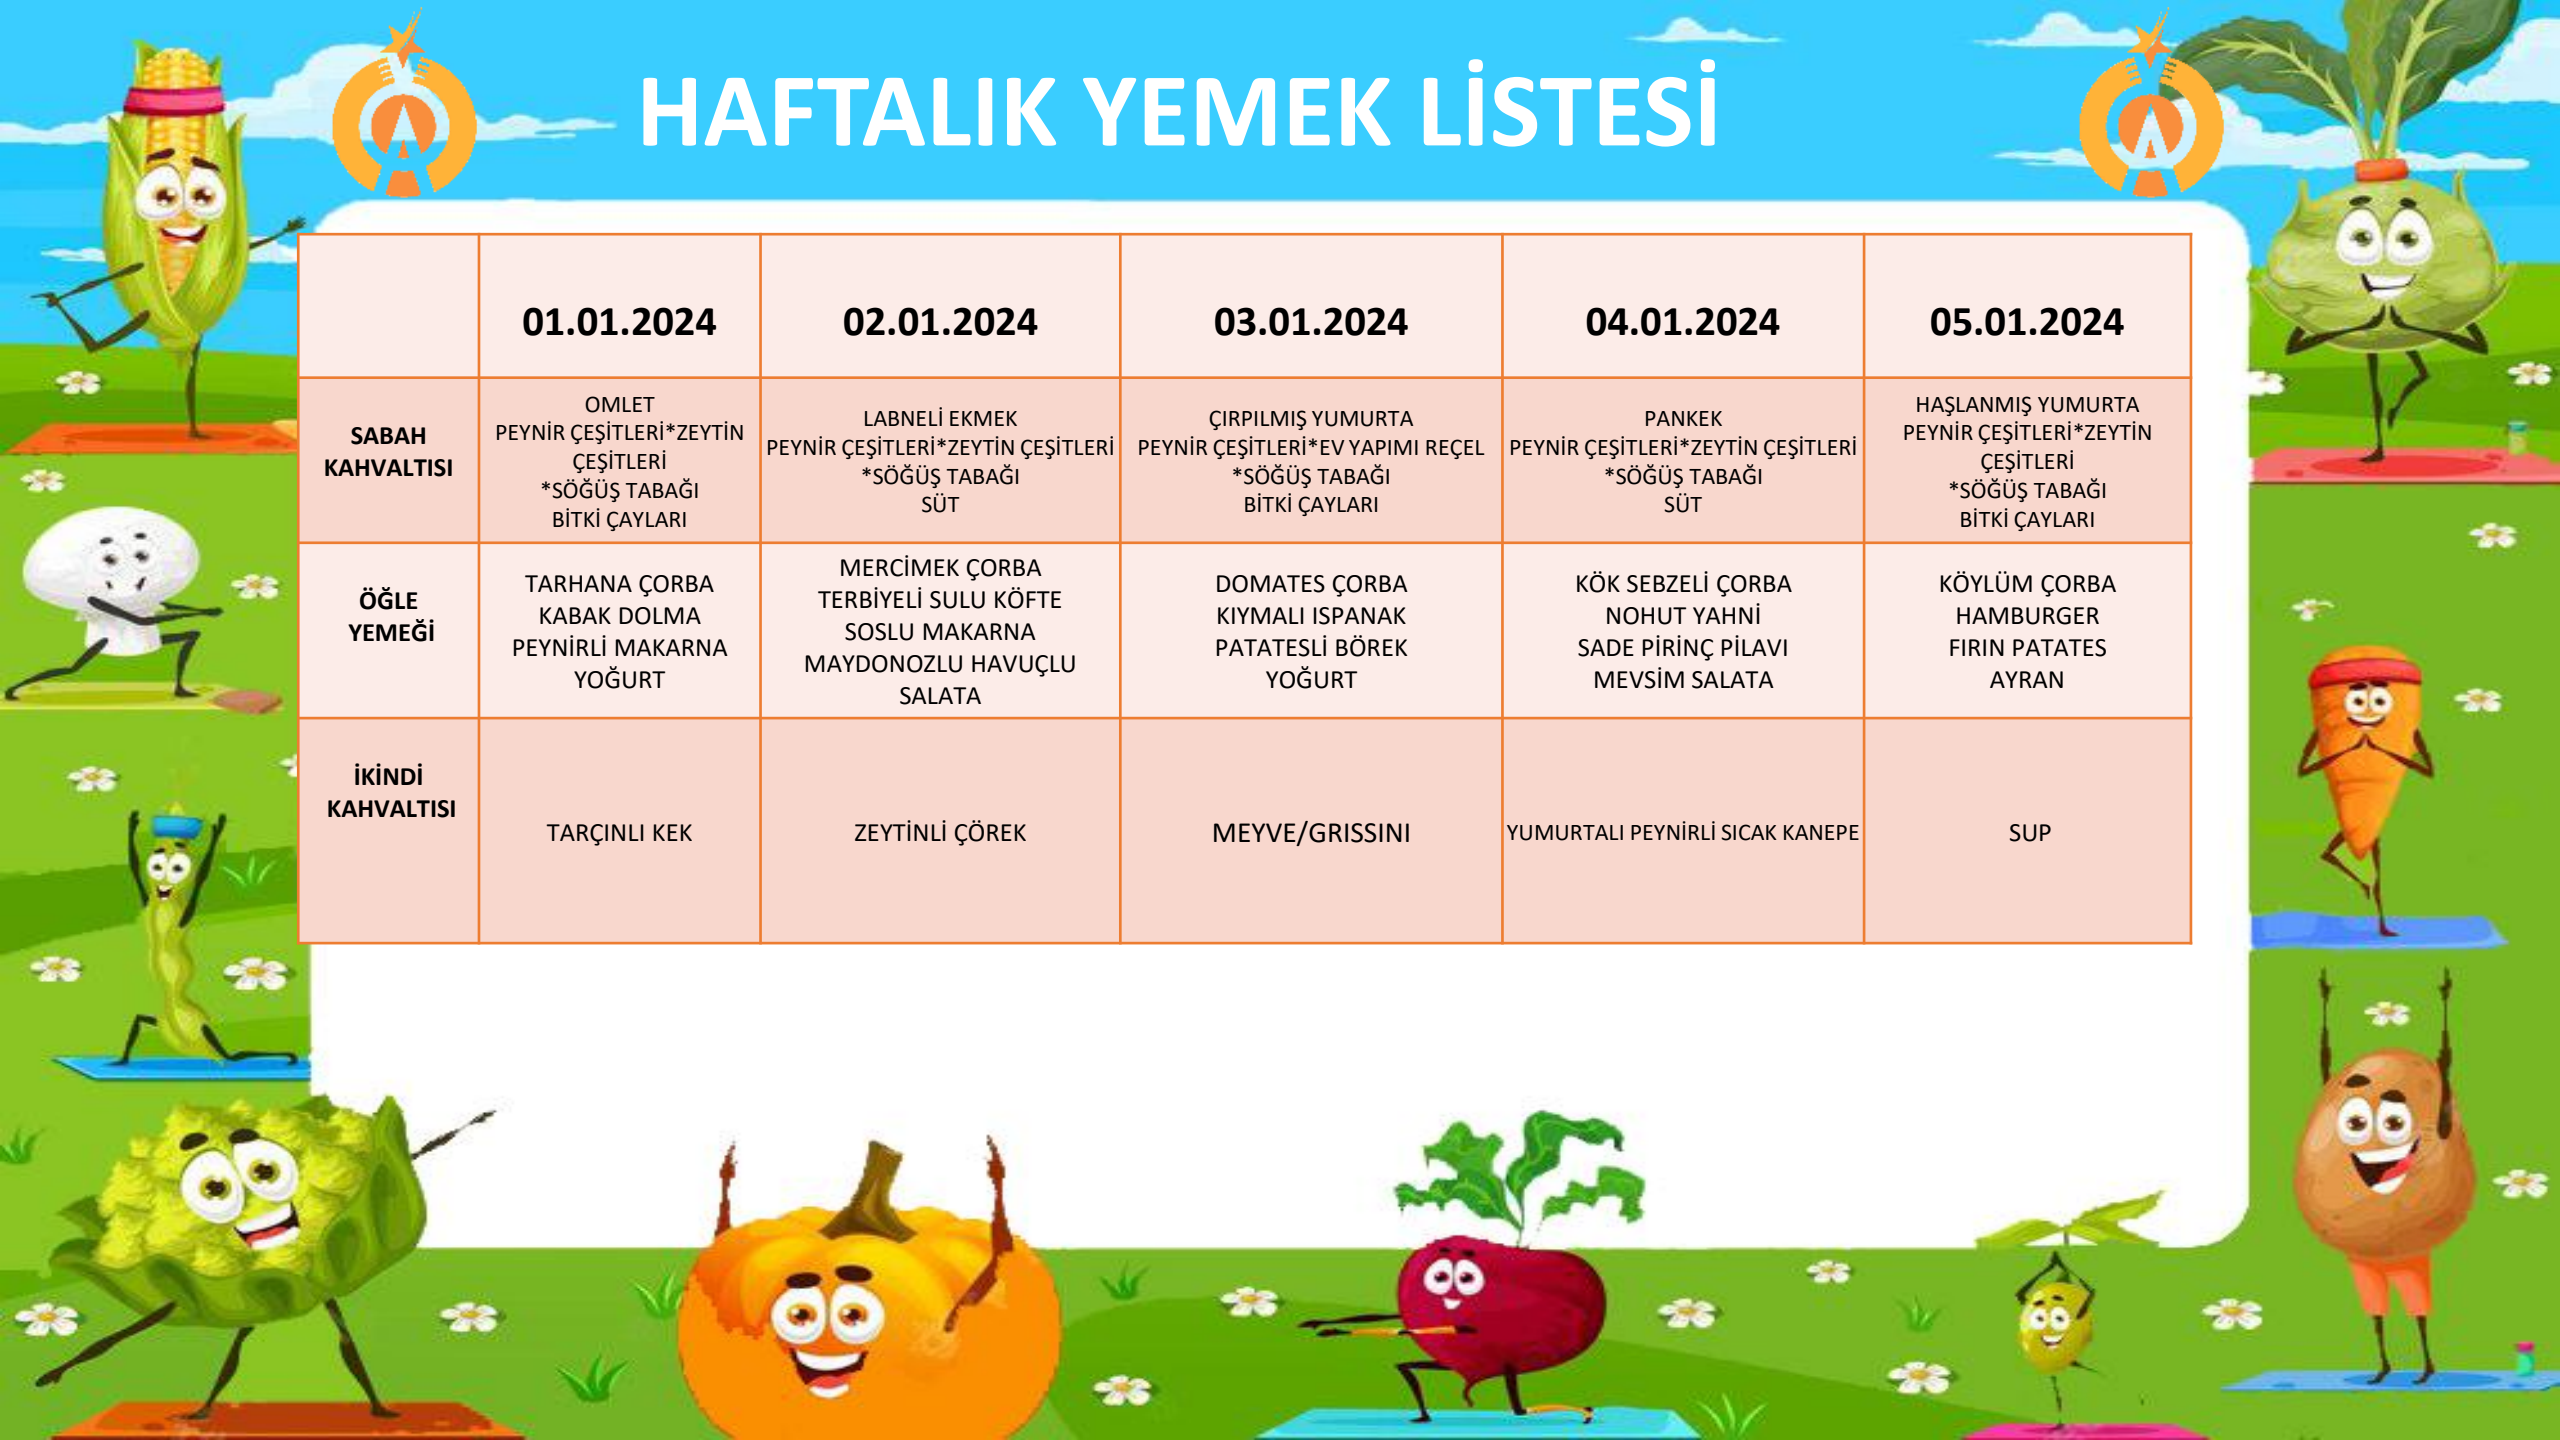 HAFTALIK YEMEK LİSTESİ
01.01.2024
02.01.2024
03.01.2024
04.01.2024
05.01.2024
SABAH
KAHVALTISI
OMLET
PEYNİR ÇEŞİTLERİ*ZEYTİN
ÇEŞİTLERİ
*SÖĞÜŞ TABAĞI
BİTKİ ÇAYLARI
LABNELİ EKMEK
PEYNİR ÇEŞİTLERİ*ZEYTİN ÇEŞİTLERİ
*SÖĞÜŞ TABAĞI
SÜT
ÇIRPILMIŞ YUMURTA
PEYNİR ÇEŞİTLERİ*EV YAPIMI REÇEL
*SÖĞÜŞ TABAĞI
BİTKİ ÇAYLARI
PANKEK
PEYNİR ÇEŞİTLERİ*ZEYTİN ÇEŞİTLERİ
*SÖĞÜŞ TABAĞI
SÜT
HAŞLANMIŞ YUMURTA
PEYNİR ÇEŞİTLERİ*ZEYTİN
ÇEŞİTLERİ
*SÖĞÜŞ TABAĞI
BİTKİ ÇAYLARI
ÖĞLE
YEMEĞİ
TARHANA ÇORBA
KABAK DOLMA
PEYNİRLİ MAKARNA
YOĞURT
MERCİMEK ÇORBA
TERBİYELİ SULU KÖFTE
SOSLU MAKARNA
MAYDONOZLU HAVUÇLU
SALATA
DOMATES ÇORBA
KIYMALI ISPANAK
PATATESLİ BÖREK
YOĞURT
KÖK SEBZELİ ÇORBA
NOHUT YAHNİ
SADE PİRİNÇ PİLAVI
MEVSİM SALATA
KÖYLÜM ÇORBA
HAMBURGER
FIRIN PATATES
AYRAN
İKİNDİ
KAHVALTISI
TARÇINLI KEK
ZEYTİNLİ ÇÖREK
MEYVE/GRISSINI
YUMURTALI PEYNİRLİ SICAK KANEPE
SUP